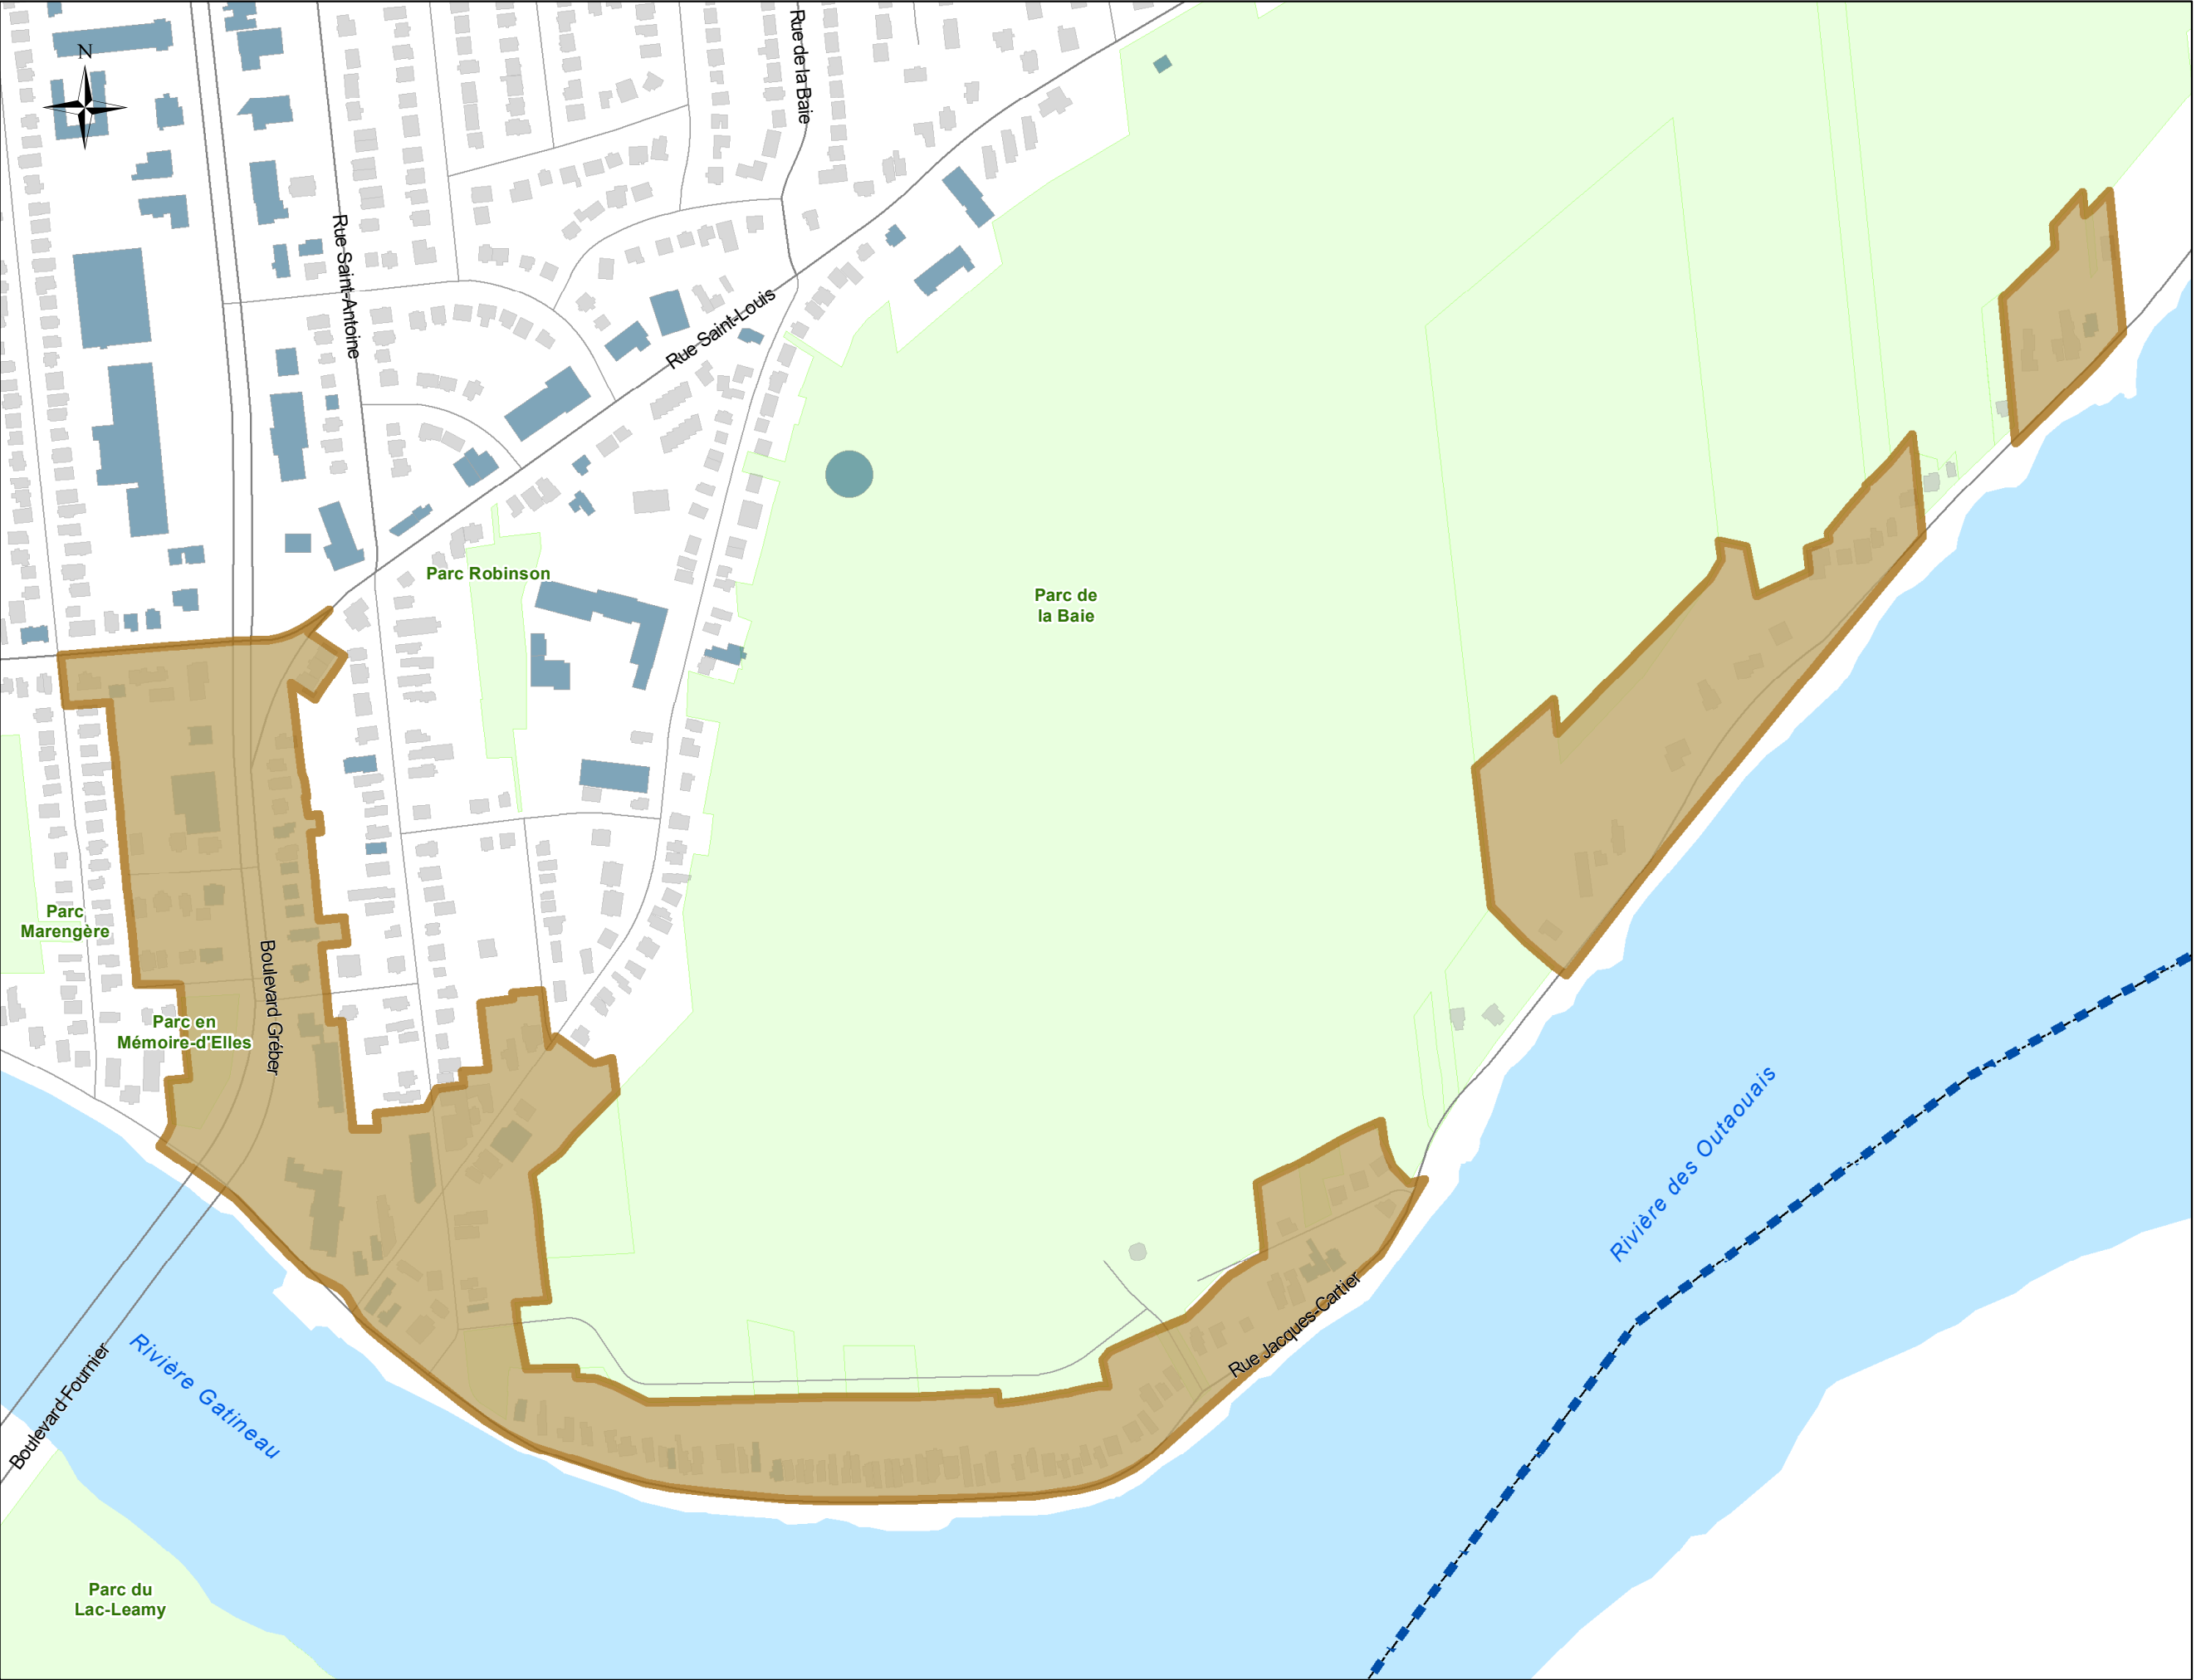 N
Rue de la Baie
Rue Saint-Antoine
Rue Saint-Louis
Parc Robinson
Parc de
la Baie
Parc
Marengère
Boulevard Gréber
Parc en
Mémoire-d'Elles
Rivière des Outaouais
Rue Jacques-Cartier
Boulevard Fournier
Rivière Gatineau
Parc du
Lac-Leamy